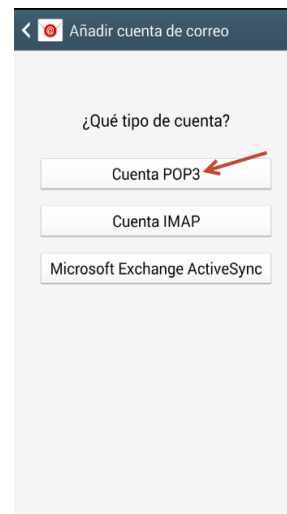 Añadir cuenta de correo
¿Qué tipo de cuenta?
Cuenta POP3
Cuenta IMAP
Microsoft Exchange ActiveSync